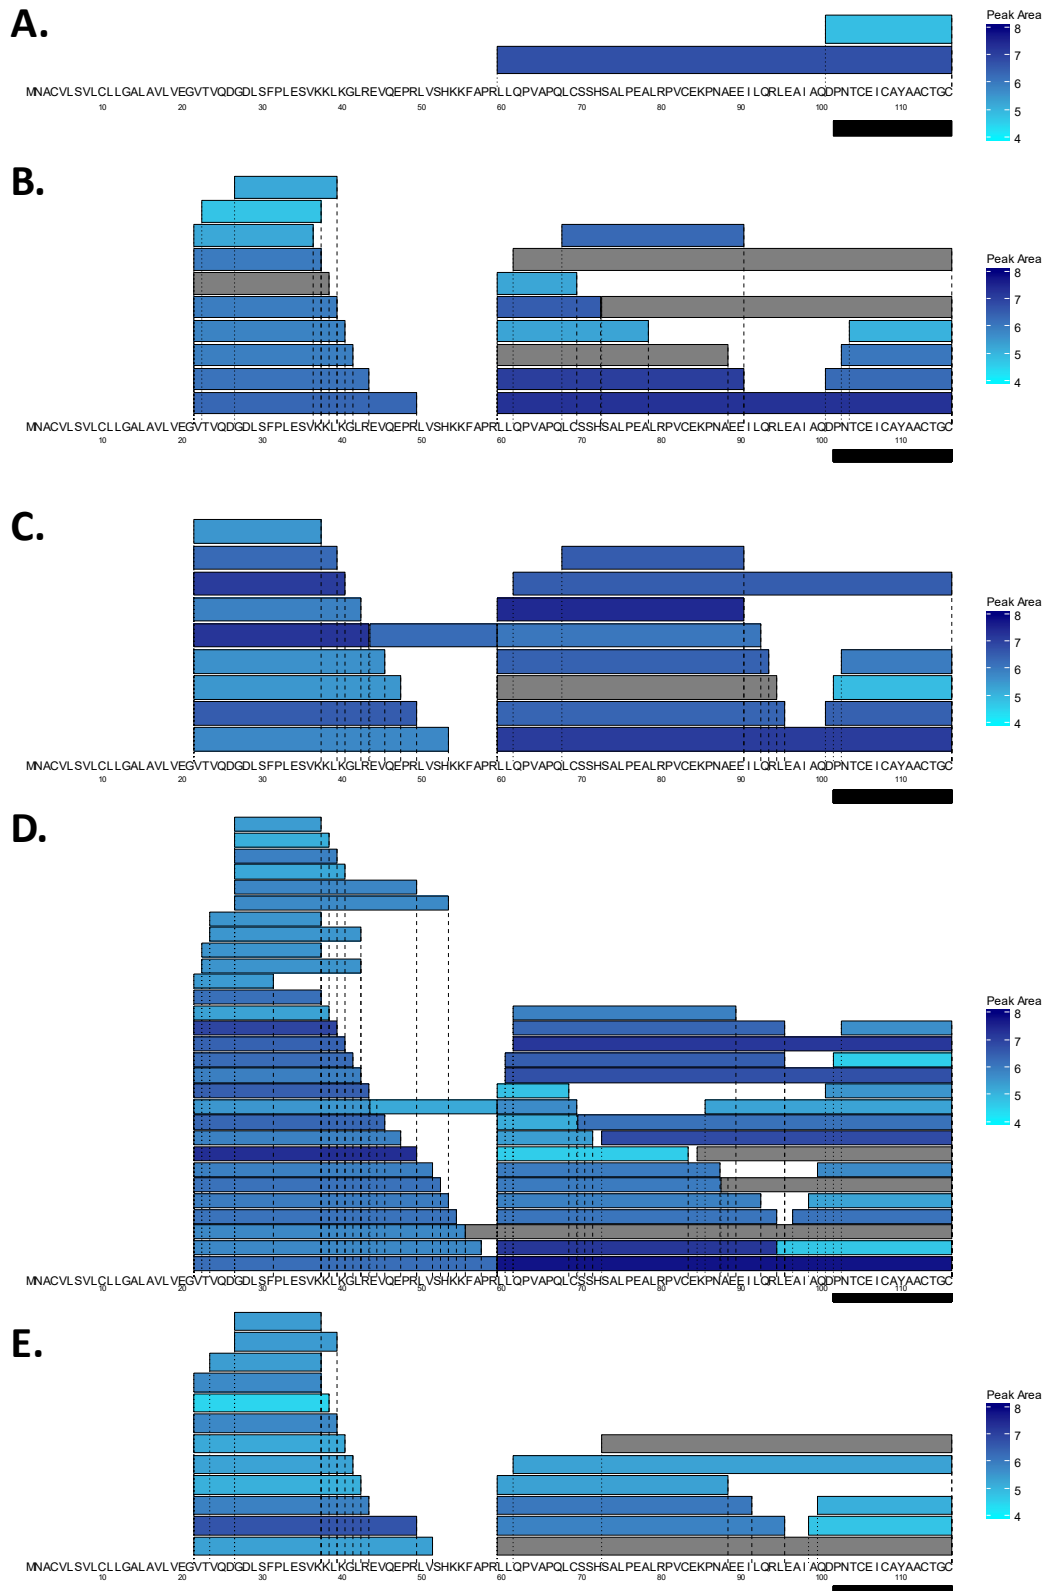 A.
Peak Area
8
7
6
5
4
MNACVLSVLCLLGALAVLVEGVTVQDGDLSFPLESVKKLKGLREVQEPRLVSHKKFAPRLLQPVAPQLCSSHSALPEALRPVCEKPNAEEILQRLEAIAQDPNTCEICAYAACTGC
10 20 30 40 50 60 70 80 90 100 110
B.
Peak Area
8
7
6
5
4
MNACVLSVLCLLGALAVLVEGVTVQDGDLSFPLESVKKLKGLREVQEPRLVSHKKFAPRLLQPVAPQLCSSHSALPEALRPVCEKPNAEEILQRLEAIAQDPNTCEICAYAACTGC
10 20 30 40 50 60 70 80 90 100 110
C.
Peak Area
8
7
6
5
4
MNACVLSVLCLLGALAVLVEGVTVQDGDLSFPLESVKKLKGLREVQEPRLVSHKKFAPRLLQPVAPQLCSSHSALPEALRPVCEKPNAEEILQRLEAIAQDPNTCEICAYAACTGC
10 20 30 40 50 60 70 80 90 100 110
D.
Peak Area
8
7
6
5
4
MNACVLSVLCLLGALAVLVEGVTVQDGDLSFPLESVKKLKGLREVQEPRLVSHKKFAPRLLQPVAPQLCSSHSALPEALRPVCEKPNAEEILQRLEAIAQDPNTCEICAYAACTGC
10 20 30 40 50 60 70 80 90 100 110
E.
Peak Area
8
7
6
5
4
MNACVLSVLCLLGALAVLVEGVTVQDGDLSFPLESVKKLKGLREVQEPRLVSHKKFAPRLLQPVAPQLCSSHSALPEALRPVCEKPNAEEILQRLEAIAQDPNTCEICAYAACTGC
10 20 30 40 50 60 70 80 90 100 110